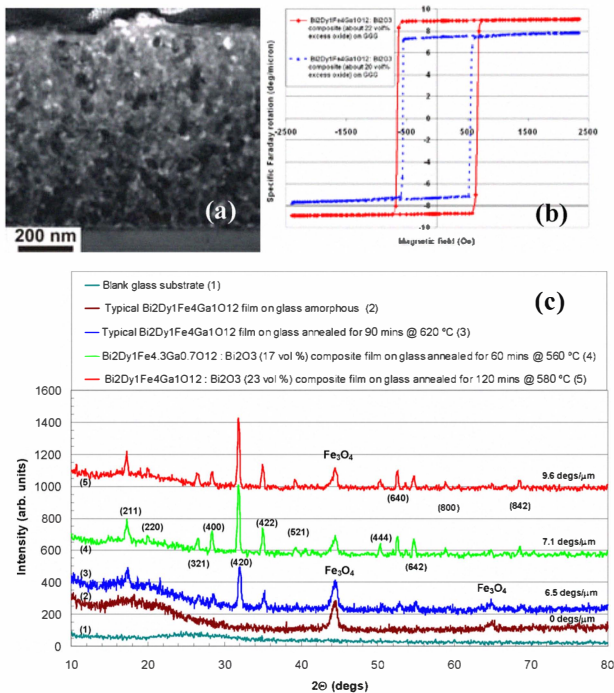 (a)
200 nm
Bi2Dy1Fe4Ga1O12: Bi2O3
composite (about 22 vol%
excess oxide) on GGG
Bi2Dy1Fe4Ga1O12: Bi2O3
composite (about 20 vol%
excess oxide) on GGG
Specific Faraday rotation (deg/micron)
10
8
6
4
2
0
-2
-4
-6
-8
-10
-2500
-1500
-500
500
1500
2500
Magnetic field (Oe)
(b)
(c)
Blank glass substrate (1)
Typical Bi2Dy1Fe4Ga1O12 film on glass amorphous (2)
Typical Bi2Dy1Fe4Ga1O12 film on glass annealed for 90 mins @ 620 °C (3)
Bi2Dy1Fe4.3Ga0.7O12 : Bi2O3 (17 vol %) composite film on glass annealed for 60 mins @ 560 °C (4)
Bi2Dy1Fe4Ga1O12 : Bi2O3 (23 vol %) composite film on glass annealed for 120 mins @ 580 °C (5)
Intensity (arb. units)
1600
1400
1200
1000
800
600
400
200
0
Fe3O4
9.6 degs/µm
(5)
(640)
(800)
(842)
(211)
(220)
(400)
(422)
(521)
(444)
7.1 degs/µm
(4)
(321)
(420)
(642)
Fe3O4
Fe3O4
6.5 degs/µm
(3)
(2)
0 degs/µm
(1)
10
20
30
40
50
60
70
80
2Θ (degs)